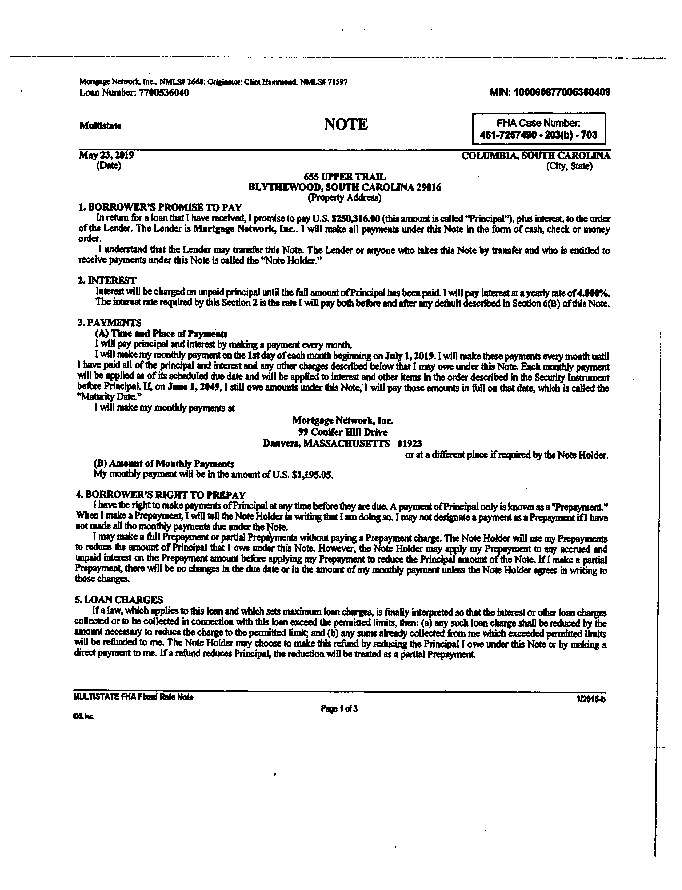 Mortgage Network, Inc., NMLS# 2668; Originator: Clint Hammond, NMLS# 71597
Loan Number: 7700536040
MIN: 100068877005360409
Multistate
NOTE
FHA Case Number:
461-7257490 - 203(b) - 703
May 23, 2019
(Date)
COLUMBIA, SOUTH CAROLINA
(City, State)
655 UPPER TRAIL
BLYTHEWOOD, SOUTH CAROLINA 29016
(Property Address)
1. BORROWER'S PROMISE TO PAY
In return for a loan that I have received, I promise to pay U.S. $250,316.00 (this amount is called "Principal"), plus interest, to the order
of the Lender. The Lender is Mortgage Network, Inc.. I will make all payments under this Note in the form of cash, check or money
order.
I understand that the Lender may transfer this Note. The Lender or anyone who takes this Note by transfer and who is entitled to
receive payments under this Note is called the "Note Holder."
2. INTEREST
Interest will be charged on unpaid principal until the full amount of Principal has been paid. I will pay interest at a yearly rate of 4.000%.
The interest rate required by this Section 2 is the rate I will pay both before and after any default described in Section 6(B) of this Note.
3. PAYMENTS
(A) Time and Place of Payments
I will pay principal and interest by making a payment every month.
I will make my monthly payment on the 1st day of each month beginning on July 1, 2019. I will make these payments every month until
I have paid all of the principal and interest and any other charges described below that I may owe under this Note. Each monthly payment
will be applied as of its scheduled due date and will be applied to interest and other items in the order described in the Security Instrument
before Principal. If, on June 1, 2049, I still owe amounts under this Note, I will pay those amounts in full on that date, which is called the
"Maturity Date."
I will make my monthly payments at
Mortgage Network, Inc.
99 Conifer Hill Drive
Danvers, MASSACHUSETTS 01923
or at a different place if required by the Note Holder.
(B) Amount of Monthly Payments
My monthly payment will be in the amount of U.S. $1,195.05.
4. BORROWER'S RIGHT TO PREPAY
I have the right to make payments of Principal at any time before they are due. A payment of Principal only is known as a "Prepayment."
When I make a Prepayment, I will tell the Note Holder in writing that I am doing so. I may not designate a payment as a Prepayment if I have
not made all the monthly payments due under the Note.
I may make a full Prepayment or partial Prepayments without paying a Prepayment charge. The Note Holder will use my Prepayments
to reduce the amount of Principal that I owe under this Note. However, the Note Holder may apply my Prepayment to any accrued and
unpaid interest on the Prepayment amount before applying my Prepayment to reduce the Principal amount of the Note. If I make a partial
Prepayment, there will be no changes in the due date or in the amount of my monthly payment unless the Note Holder agrees in writing to
those changes.
5. LOAN CHARGES
If a law, which applies to this loan and which sets maximum loan charges, is finally interpreted so that the interest or other loan charges
collected or to be collected in connection with this loan exceed the permitted limits, then: (a) any such loan charge shall be reduced by the
amount necessary to reduce the charge to the permitted limit; and (b) any sums already collected from me which exceeded permitted limits
will be refunded to me. The Note Holder may choose to make this refund by reducing the Principal I owe under this Note or by making a
direct payment to me. If a refund reduces Principal, the reduction will be treated as a partial Prepayment.
MULTISTATE FHA Fixed Rate Note
Page 1 of 3